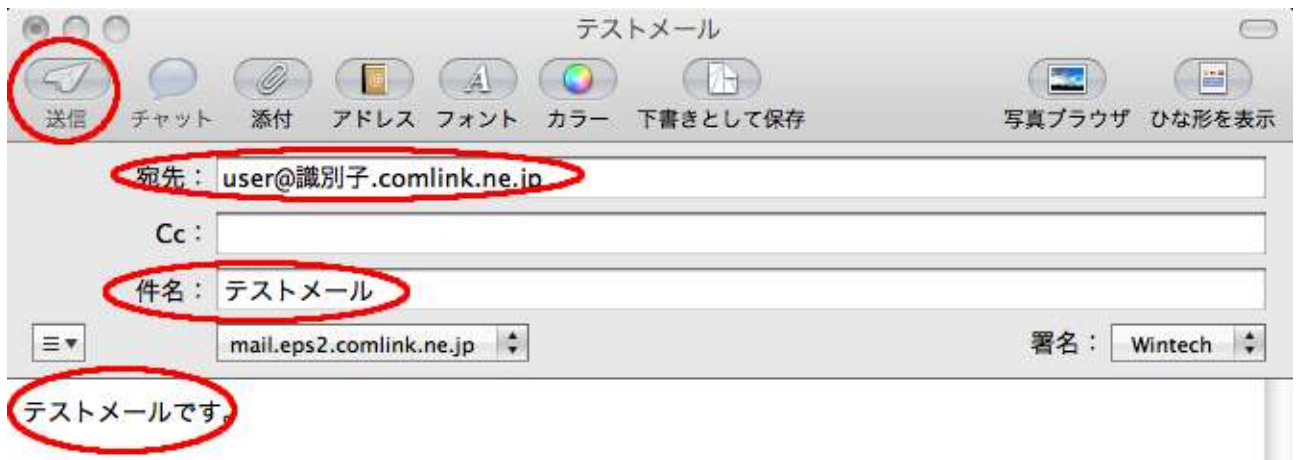 テストメール
送信 チャット 添付 アドレス フォント カラー 下書きとして保存 写真ブラウザ ひな形を表示
宛先： user@識別子.comlink.ne.jp
Cc：
件名： テストメール
mail.eps2.comlink.ne.jp 署名： Wintech
テストメールです。